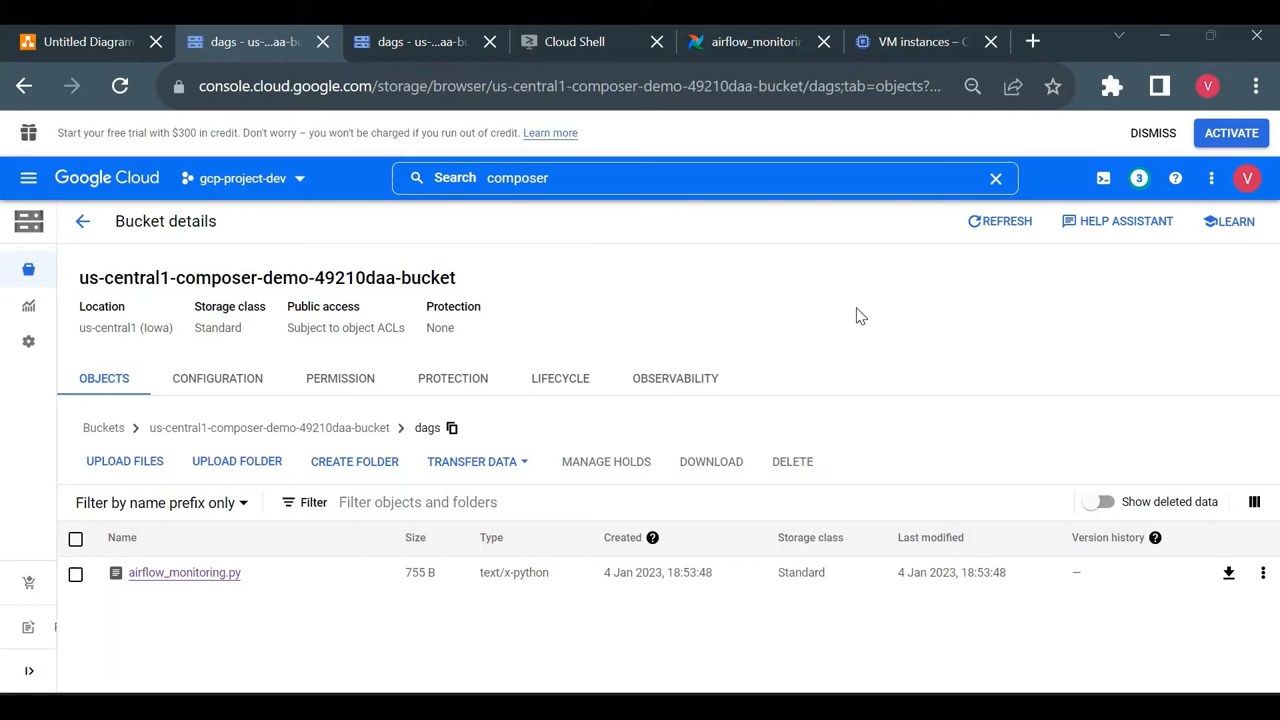 Untitled Diagram
dags - us-...aa-bu
dags - us-...aa-bu
Cloud Shell
airflow_monitorin
VM instances – C
console.cloud.google.com/storage/browser/us-central1-composer-demo-49210daa-bucket/dags;tab=objects?...
V
Start your free trial with $300 in credit. Don't worry – you won't be charged if you run out of credit. Learn more
DISMISS
ACTIVATE
Google Cloud
gcp-project-dev
Search composer
3
V
Bucket details
REFRESH
HELP ASSISTANT
LEARN
us-central1-composer-demo-49210daa-bucket
Location
Storage class
Public access
Protection
us-central1 (Iowa)
Standard
Subject to object ACLs
None
OBJECTS
CONFIGURATION
PERMISSION
PROTECTION
LIFECYCLE
OBSERVABILITY
Buckets
us-central1-composer-demo-49210daa-bucket
dags
UPLOAD FILES
UPLOAD FOLDER
CREATE FOLDER
TRANSFER DATA
MANAGE HOLDS
DOWNLOAD
DELETE
Filter by name prefix only
Filter
Filter objects and folders
Show deleted data
Name
Size
Type
Created
Storage class
Last modified
Version history
airflow_monitoring.py
755 B
text/x-python
4 Jan 2023, 18:53:48
Standard
4 Jan 2023, 18:53:48
—